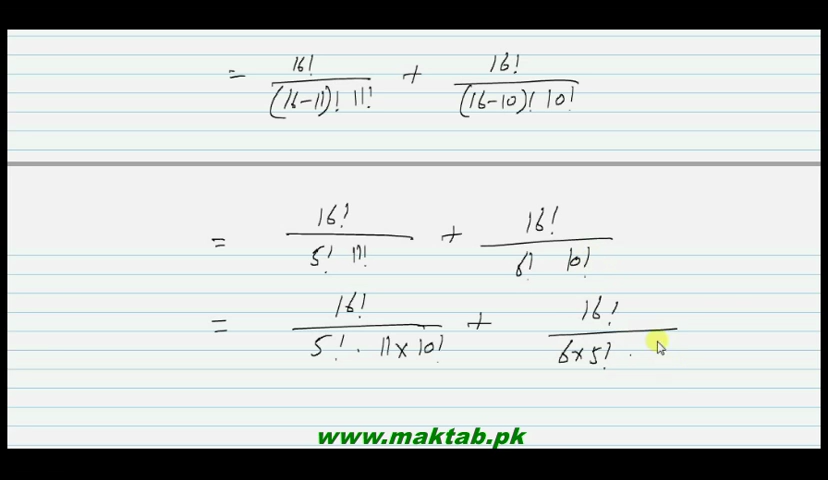 = 16! / (16-11)! 11! + 16! / (16-10)! 10!
= 16! / 5! 11! + 16! / 6! 10!
= 16! / 5! . 11 × 10! + 16! / 6 × 5! .
www.maktab.pk